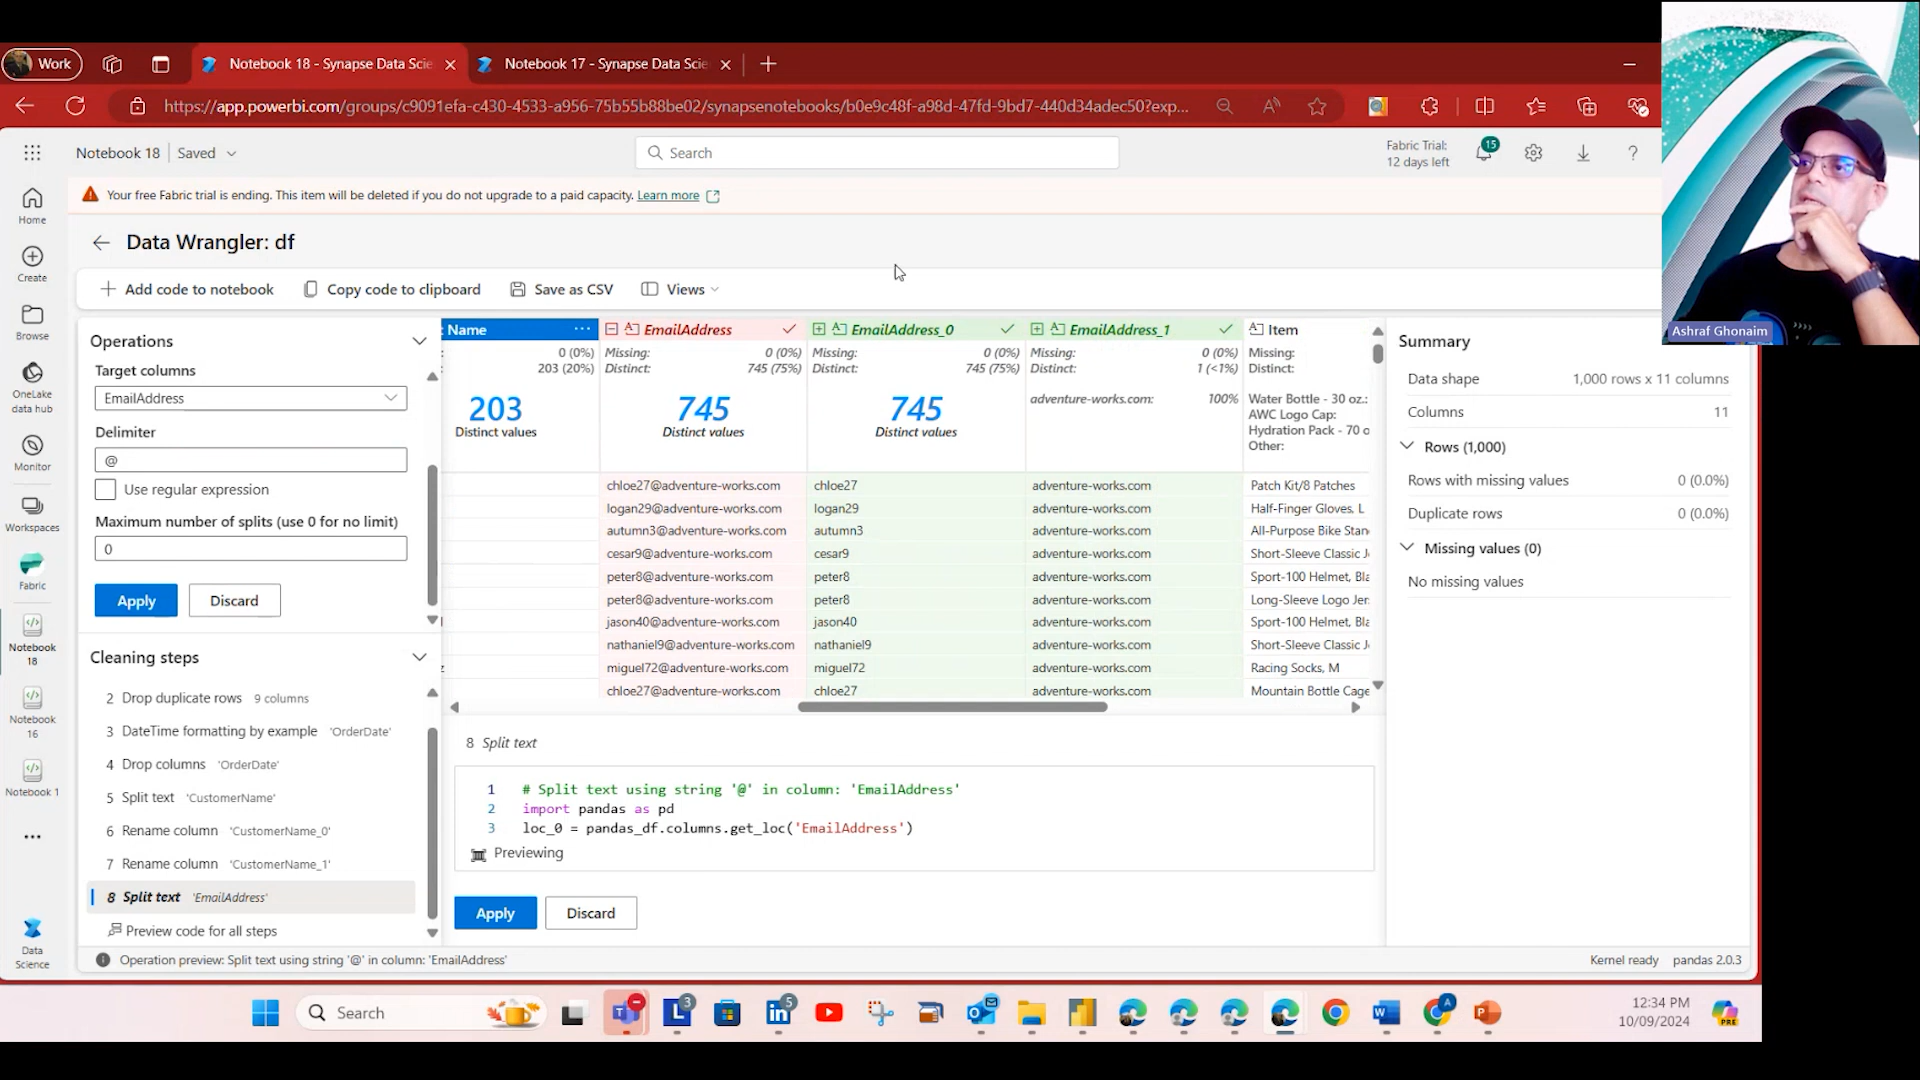 Work
Notebook 18 - Synapse Data Scie
Notebook 17 - Synapse Data Scie
https://app.powerbi.com/groups/c9091efa-c430-4533-a956-75b55b88be02/synapsenotebooks/b0e9c48f-a98d-47fd-9bd7-440d34adec50?exp...
Notebook 18 | Saved
Search
Fabric Trial:
12 days left
15
?
Your free Fabric trial is ending. This item will be deleted if you do not upgrade to a paid capacity. Learn more
Home
Create
Browse
OneLake
data hub
Monitor
Workspaces
Fabric
Notebook
18
Notebook
16
Notebook 1
Data
Science
Data Wrangler: df
Add code to notebook
Copy code to clipboard
Save as CSV
Views
Operations
Target columns
EmailAddress
Delimiter
@
Use regular expression
Maximum number of splits (use 0 for no limit)
0
Apply
Discard
Cleaning steps
2 Drop duplicate rows 9 columns
3 DateTime formatting by example 'OrderDate'
4 Drop columns 'OrderDate'
5 Split text 'CustomerName'
6 Rename column 'CustomerName_0'
7 Rename column 'CustomerName_1'
8 Split text 'EmailAddress'
Preview code for all steps
Name ... EmailAddress EmailAddress_0 EmailAddress_1 Item
: 0 (0%) Missing: 0 (0%) Missing: 0 (0%) Missing: 0 (0%) Missing:
: 203 (20%) Distinct: 745 (75%) Distinct: 745 (75%) Distinct: 1 (<1%) Distinct:
203
Distinct values
745
Distinct values
745
Distinct values
adventure-works.com: 100%
Water Bottle - 30 oz.:
AWC Logo Cap:
Hydration Pack - 70 o
Other:
chloe27@adventure-works.com chloe27 adventure-works.com Patch Kit/8 Patches
logan29@adventure-works.com logan29 adventure-works.com Half-Finger Gloves, L
autumn3@adventure-works.com autumn3 adventure-works.com All-Purpose Bike Stan
cesar9@adventure-works.com cesar9 adventure-works.com Short-Sleeve Classic J
peter8@adventure-works.com peter8 adventure-works.com Sport-100 Helmet, Bla
peter8@adventure-works.com peter8 adventure-works.com Long-Sleeve Logo Jer
jason40@adventure-works.com jason40 adventure-works.com Sport-100 Helmet, Bl
nathaniel9@adventure-works.com nathaniel9 adventure-works.com Short-Sleeve Classic J
z miguel72@adventure-works.com miguel72 adventure-works.com Racing Socks, M
chloe27@adventure-works.com chloe27 adventure-works.com Mountain Bottle Cage
8 Split text
1 # Split text using string '@' in column: 'EmailAddress'
2 import pandas as pd
3 loc_0 = pandas_df.columns.get_loc('EmailAddress')
Previewing
Apply
Discard
Summary
Data shape 1,000 rows x 11 columns
Columns 11
Rows (1,000)
Rows with missing values 0 (0.0%)
Duplicate rows 0 (0.0%)
Missing values (0)
No missing values
Operation preview: Split text using string '@' in column: 'EmailAddress'
Kernel ready pandas 2.0.3
Ashraf Ghonaim
Search
L
3
in
5
W
A
P
PRE
12:34 PM
10/09/2024